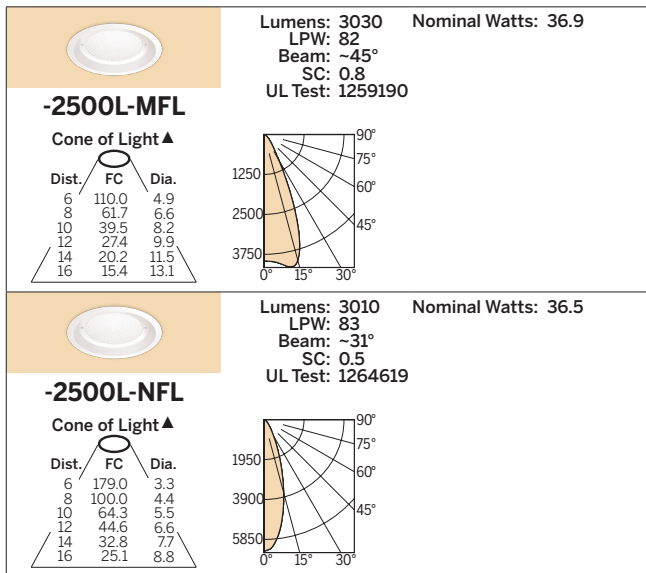 Lumens: 3030 Nominal Watts: 36.9
LPW: 82
Beam: ~45°
SC: 0.8
UL Test: 1259190
-2500L-MFL
Cone of Light▲
Dist. FC Dia.
6 110.0 4.9
8 61.7 6.6
10 39.5 8.2
12 27.4 9.9
14 20.2 11.5
16 15.4 13.1
90°
75°
60°
45°
1250
2500
3750
0° 15° 30°
Lumens: 3010 Nominal Watts: 36.5
LPW: 83
Beam: ~31°
SC: 0.5
UL Test: 1264619
-2500L-NFL
Cone of Light▲
Dist. FC Dia.
6 179.0 3.3
8 100.0 4.4
10 64.3 5.5
12 44.6 6.6
14 32.8 7.7
16 25.1 8.8
90°
75°
60°
45°
1950
3900
5850
0° 15° 30°